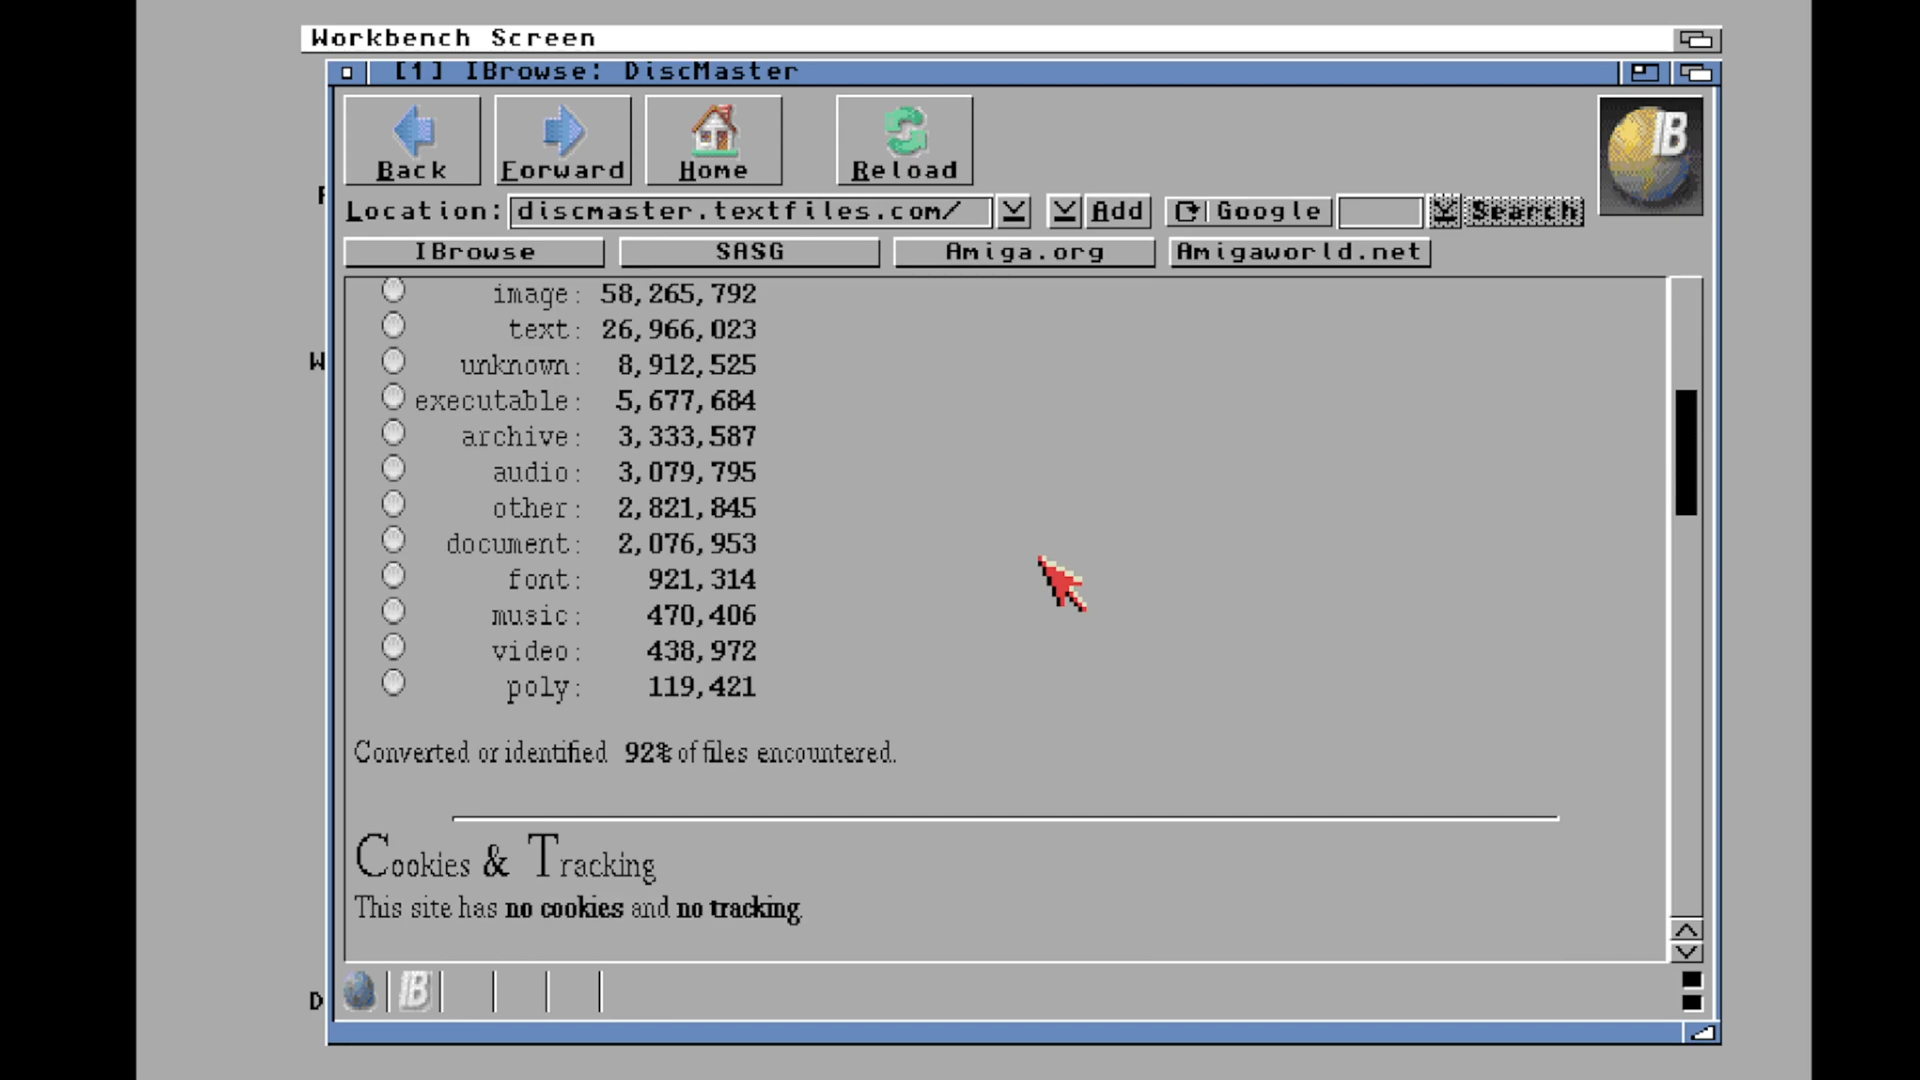 Workbench Screen
[1] IBrowse: DiscMaster
Back Forward Home Reload
IB
Location: discmaster.textfiles.com/ Add Google Search
IBrowse SASG Amiga.org Amigaworld.net
image: 58,265,792
text: 26,966,023
unknown: 8,912,525
executable: 5,677,684
archive: 3,333,587
audio: 3,079,795
other: 2,821,845
document: 2,076,953
font: 921,314
music: 470,406
video: 438,972
poly: 119,421
Converted or identified 92% of files encountered.
Cookies & Tracking
This site has no cookies and no tracking.
IB
W
D